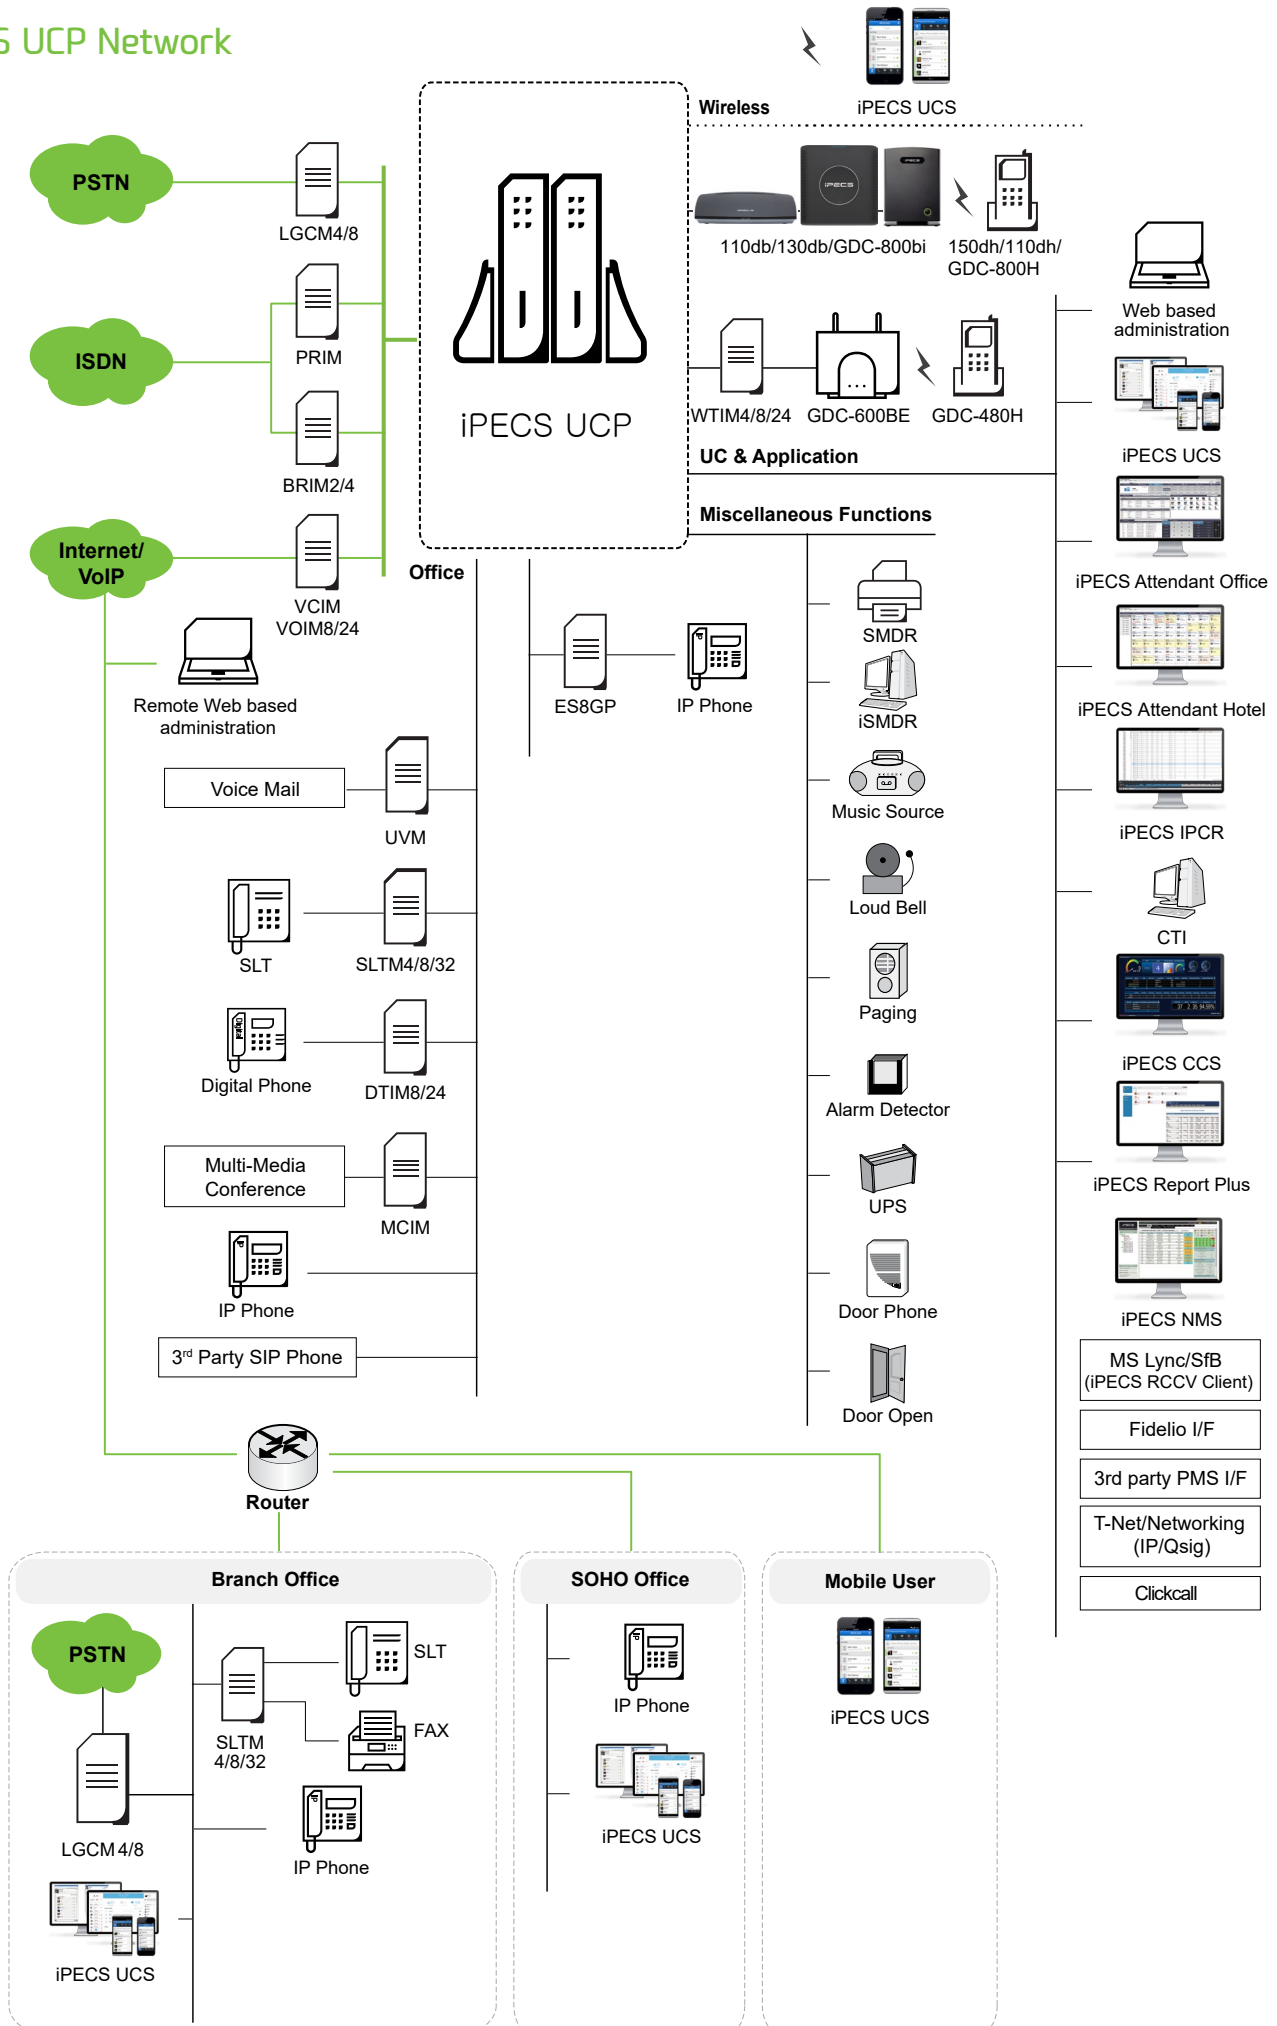 S UCP Network
iPECS UCS
Wireless
PSTN
LGCM4/8
iPECS
110db/130db/GDC-800bi
150dh/110dh/
GDC-800H
Web based
administration
ISDN
PRIM
BRIM2/4
iPECS UCP
WTIM4/8/24
GDC-600BE
GDC-480H
UC & Application
iPECS UCS
Miscellaneous Functions
Internet/
VoIP
VCIM
VOIM8/24
Office
iPECS Attendant Office
SMDR
Remote Web based
administration
ES8GP
IP Phone
iSMDR
iPECS Attendant Hotel
Voice Mail
UVM
Music Source
iPECS IPCR
SLT
SLTM4/8/32
Loud Bell
CTI
Paging
Digital
Digital Phone
DTIM8/24
iPECS CCS
Alarm Detector
Multi-Media
Conference
MCIM
UPS
iPECS Report Plus
IP Phone
Door Phone
iPECS NMS
3rd Party SIP Phone
MS Lync/SfB
(iPECS RCCV Client)
Door Open
Fidelio I/F
3rd party PMS I/F
Router
T-Net/Networking
(IP/Qsig)
Clickcall
Branch Office
SOHO Office
Mobile User
PSTN
SLT
SLTM
4/8/32
FAX
IP Phone
iPECS UCS
LGCM 4/8
IP Phone
iPECS UCS
iPECS UCS